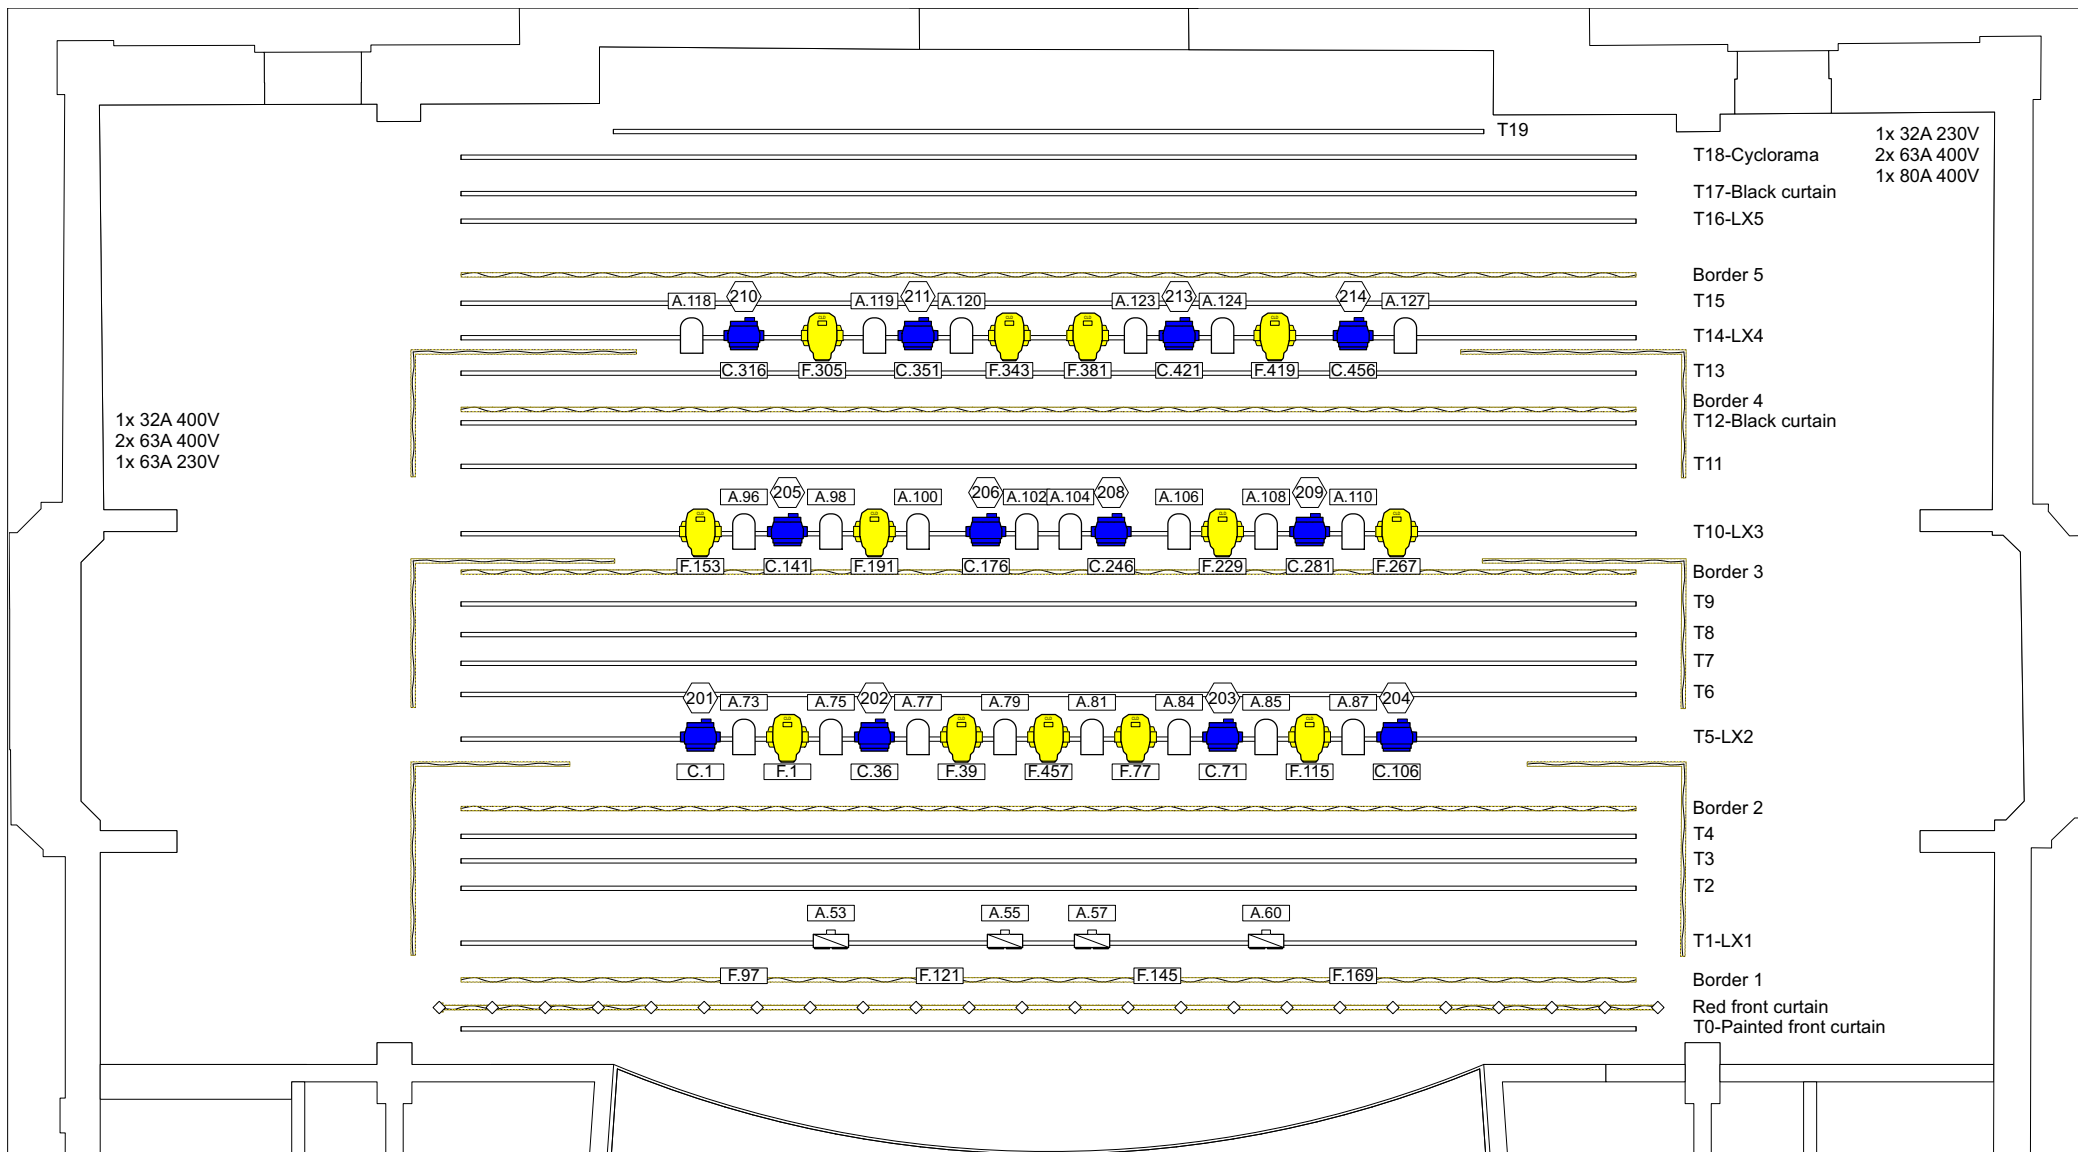 T19
1x 32A 230V
T18-Cyclorama
2x 63A 400V
1x 80A 400V
T17-Black curtain
T16-LX5
Border 5
A.118 210 A.119 211 A.120 A.123 213 A.124 214 A.127
T15
T14-LX4
C.316 F.305 C.351 F.343 F.381 C.421 F.419 C.456
T13
Border 4
1x 32A 400V
2x 63A 400V
1x 63A 230V
T12-Black curtain
T11
A.96 205 A.98 A.100 206 A.102 A.104 208 A.106 A.108 209 A.110
T10-LX3
F.153 C.141 F.191 C.176 C.246 F.229 C.281 F.267
Border 3
T9
T8
T7
T6
201 A.73 A.75 202 A.77 A.79 A.81 A.84 203 A.85 A.87 204
T5-LX2
C.1 F.1 C.36 F.39 F.457 F.77 C.71 F.115 C.106
Border 2
T4
T3
T2
A.53 A.55 A.57 A.60
T1-LX1
F.97 F.121 F.145 F.169
Border 1
Red front curtain
T0-Painted front curtain